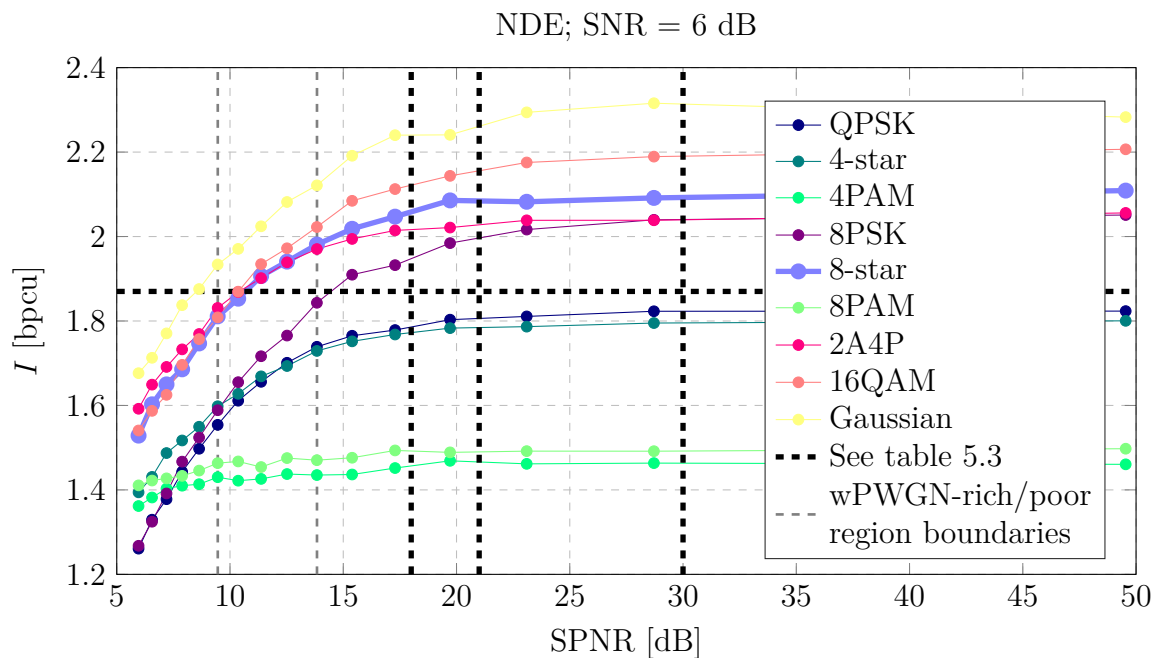 NDE; SNR = 6 dB
2.4
2.2
2
1.8
1.6
1.4
1.2
I [bpcu]
QPSK
4-star
4PAM
8PSK
8-star
8PAM
2A4P
16QAM
Gaussian
See table 5.3
wPWGN-rich/poor
region boundaries
5 10 15 20 25 30 35 40 45 50
SPNR [dB]